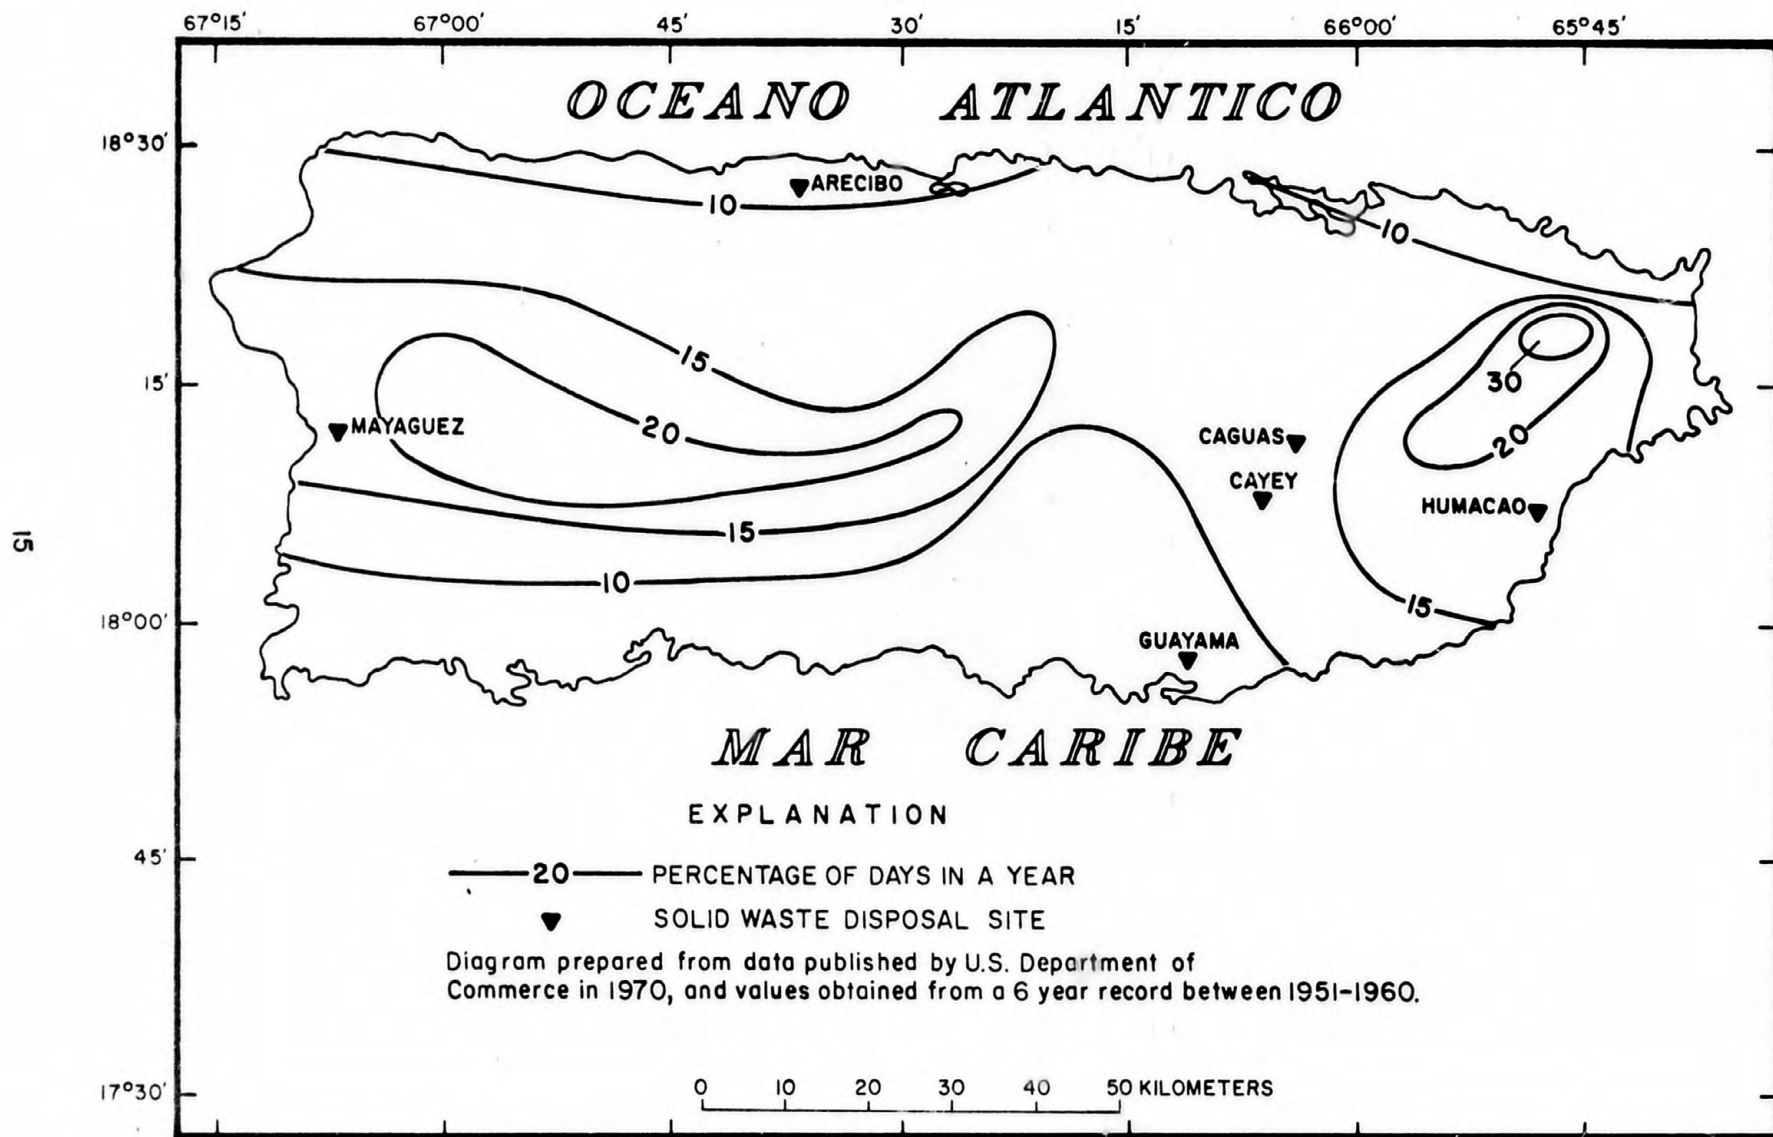 67°15' 67°00' 45' 30' 15' 66°00' 65°45'
OCEANO ATLANTICO
18°30'
ARECIBO
10
10
15
15'
30
MAYAGUEZ
20
CAGUAS
20
CAYEY
HUMACAO
15
15
10
15
18°00'
GUAYAMA
MAR CARIBE
EXPLANATION
20 PERCENTAGE OF DAYS IN A YEAR
45'
SOLID WASTE DISPOSAL SITE
Diagram prepared from data published by U.S. Department of
Commerce in 1970, and values obtained from a 6 year record between 1951-1960.
17°30'
0 10 20 30 40 50 KILOMETERS